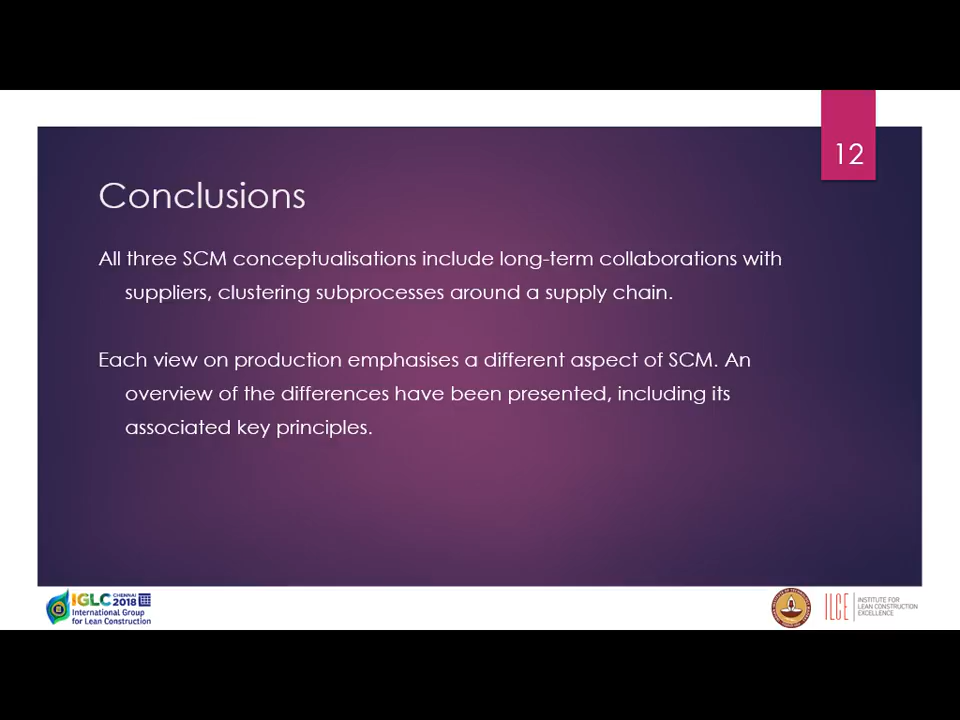 12
Conclusions
All three SCM conceptualisations include long-term collaborations with
suppliers, clustering subprocesses around a supply chain.
Each view on production emphasises a different aspect of SCM. An
overview of the differences have been presented, including its
associated key principles.
IGLC CHENNAI 2018
International Group
for Lean Construction
ILCE
INSTITUTE FOR
LEAN CONSTRUCTION
EXCELLENCE